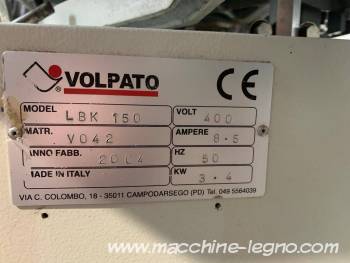 VOLPATO CE
MODEL LBK 150 VOLT 400
MATR. V042 AMPERE 8.5
ANNO FABB. 2004 HZ 50
MADE IN ITALY KW 3.4
VIA C. COLOMBO, 18 - 35011 CAMPODARSEGO (PD) Tel. 049 5564039
www.macchine-legno.com